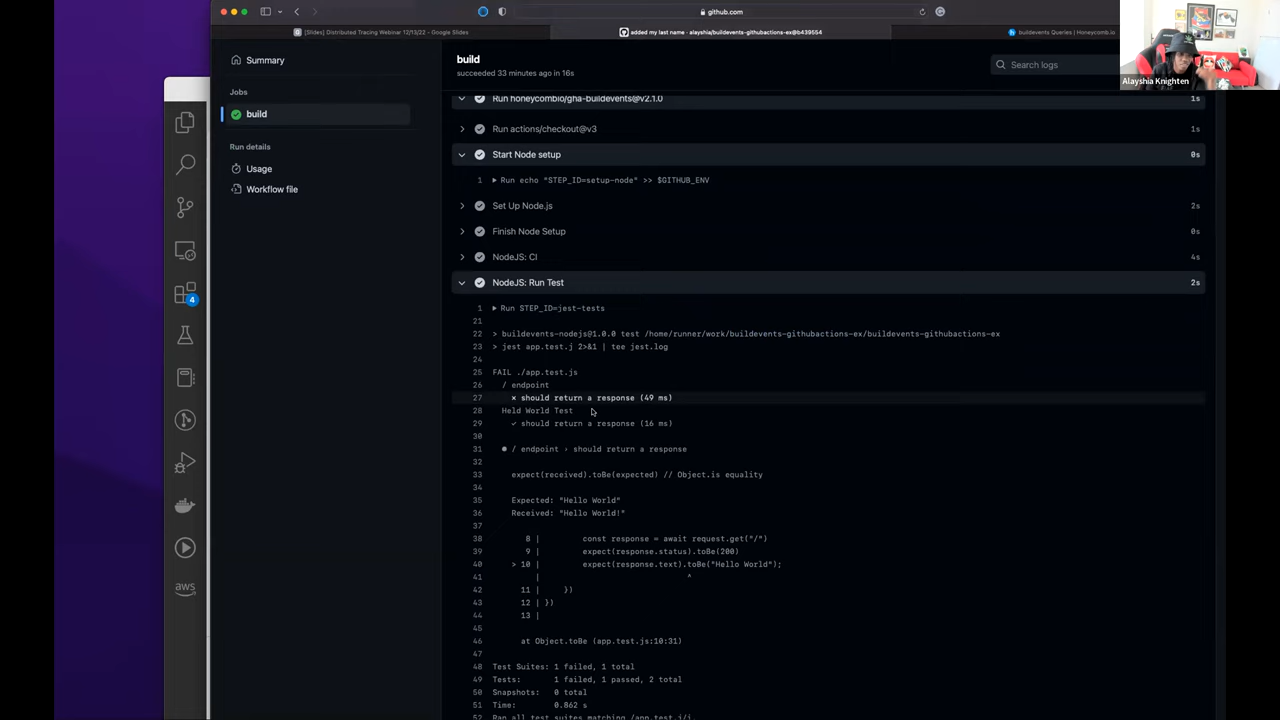 github.com
[Slides] Distributed Tracing Webinar 12/13/22 - Google Slides
added my last name · alayshia/buildevents-githubactions-ex@b439554
buildevents Queries | Honeycomb.io
Summary
Jobs
build
Run details
Usage
Workflow file
4
aws
build
succeeded 33 minutes ago in 16s
Search logs
Alayshia Knighten
Run honeycombio/gha-buildevents@v2.1.0 1s
Run actions/checkout@v3 1s
Start Node setup 0s
1 Run echo "STEP_ID=setup-node" >> $GITHUB_ENV
Set Up Node.js 2s
Finish Node Setup 0s
NodeJS: CI 4s
NodeJS: Run Test 2s
1 Run STEP_ID=jest-tests
21
22 > buildevents-nodejs@1.0.0 test /home/runner/work/buildevents-githubactions-ex/buildevents-githubactions-ex
23 > jest app.test.j 2>&1 | tee jest.log
24
25 FAIL ./app.test.js
26 / endpoint
27 × should return a response (49 ms)
28 Held World Test
29 ✓ should return a response (16 ms)
30
31 ● / endpoint › should return a response
32
33 expect(received).toBe(expected) // Object.is equality
34
35 Expected: "Hello World"
36 Received: "Hello World!"
37
38 8 | const response = await request.get("/")
39 9 | expect(response.status).toBe(200)
40 > 10 | expect(response.text).toBe("Hello World");
41 | ^
42 11 | })
43 12 | })
44 13 |
45
46 at Object.toBe (app.test.js:10:31)
47
48 Test Suites: 1 failed, 1 total
49 Tests: 1 failed, 1 passed, 2 total
50 Snapshots: 0 total
51 Time: 0.862 s
52 Ran all test suites matching /app.test.j/i.